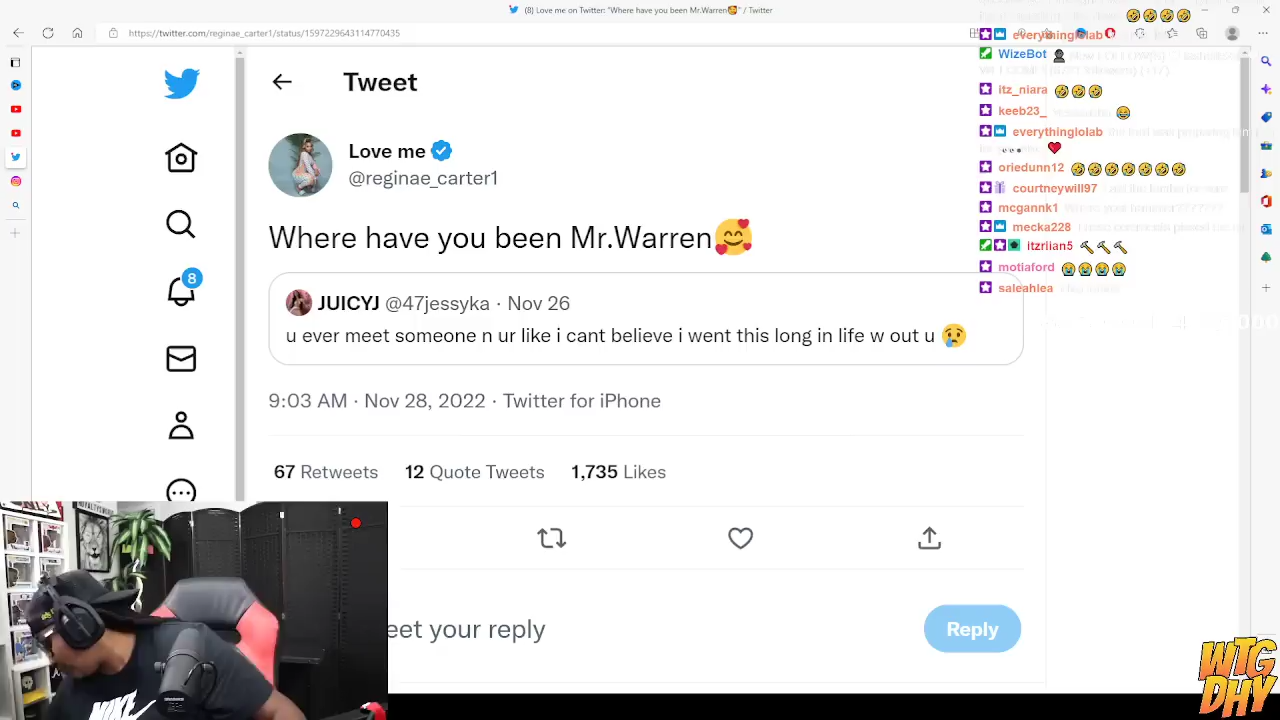 (8) Love me on Twitter: "Where have you been Mr.Warren🥰" / Twitter
https://twitter.com/reginae_carter1/status/1597229643114770435
Tweet
Love me
@reginae_carter1
Where have you been Mr.Warren🥰
JUICYJ @47jessyka · Nov 26
u ever meet someone n ur like i cant believe i went this long in life w out u 😢
9:03 AM · Nov 28, 2022 · Twitter for iPhone
67 Retweets 12 Quote Tweets 1,735 Likes
eet your reply
Reply
8
everythinglolab
WizeBot
itz_niara 🤣🤣🤣
keeb23_ 😂
everythinglolab
oriedunn12 🤣🤣🤣🤣🤣🤣
courtneywill97
mcgannk1
mecka228
itzrlian5 🔨🔨🔨
motiaford 😭😭😭😭
saleahlea
WTG
DHY